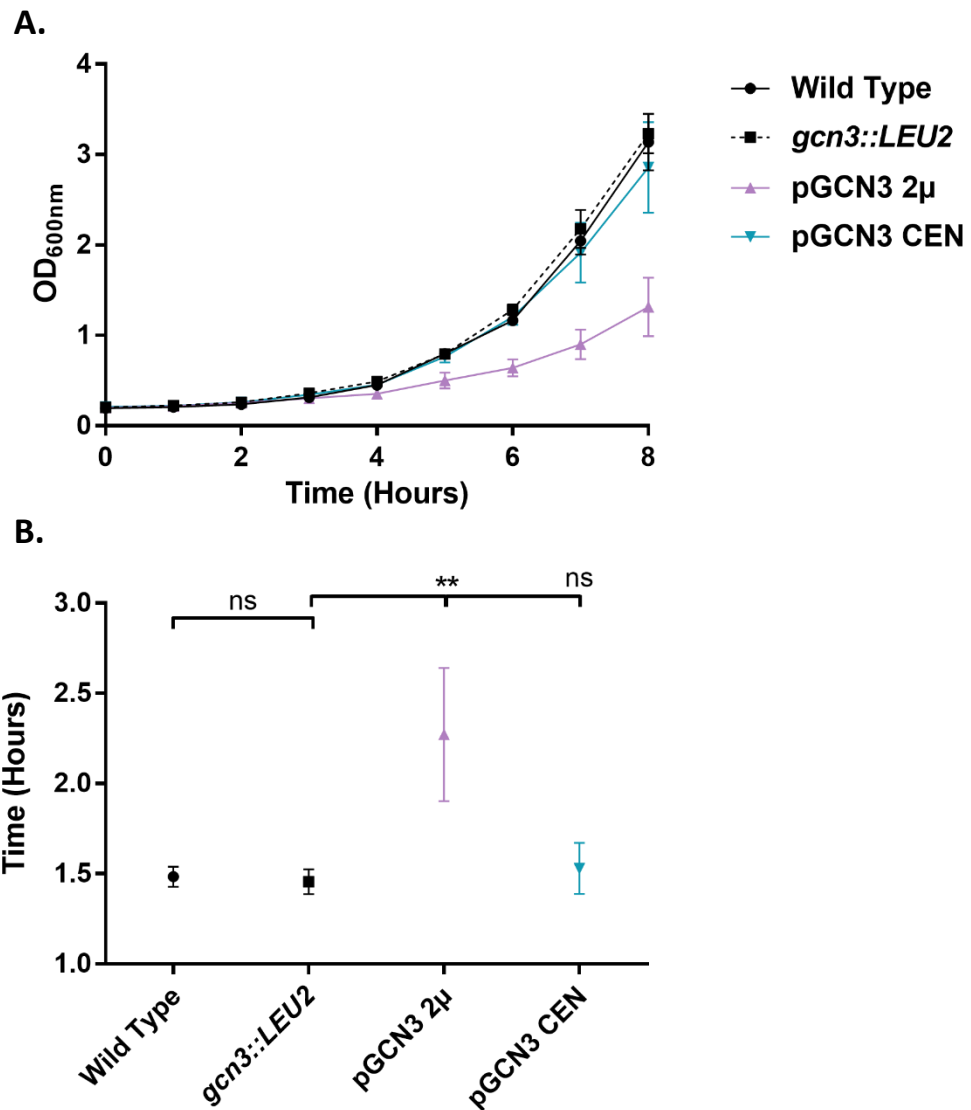 A.
4
3
2
1
0
OD600nm
0 2 4 6 8
Time (Hours)
Wild Type
gcn3::LEU2
pGCN3 2µ
pGCN3 CEN
B.
ns ** ns
3.0
2.5
2.0
1.5
1.0
Time (Hours)
Wild Type
gcn3::LEU2
pGCN3 2µ
pGCN3 CEN